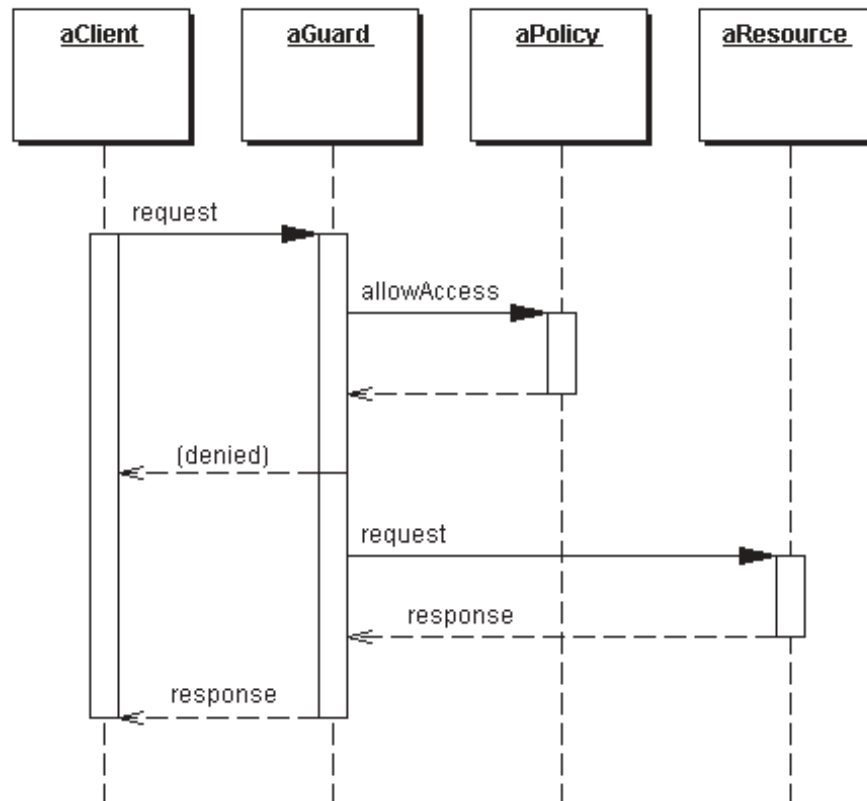 aClient
aGuard
aPolicy
aResource
request
allowAccess
(denied)
request
response
response